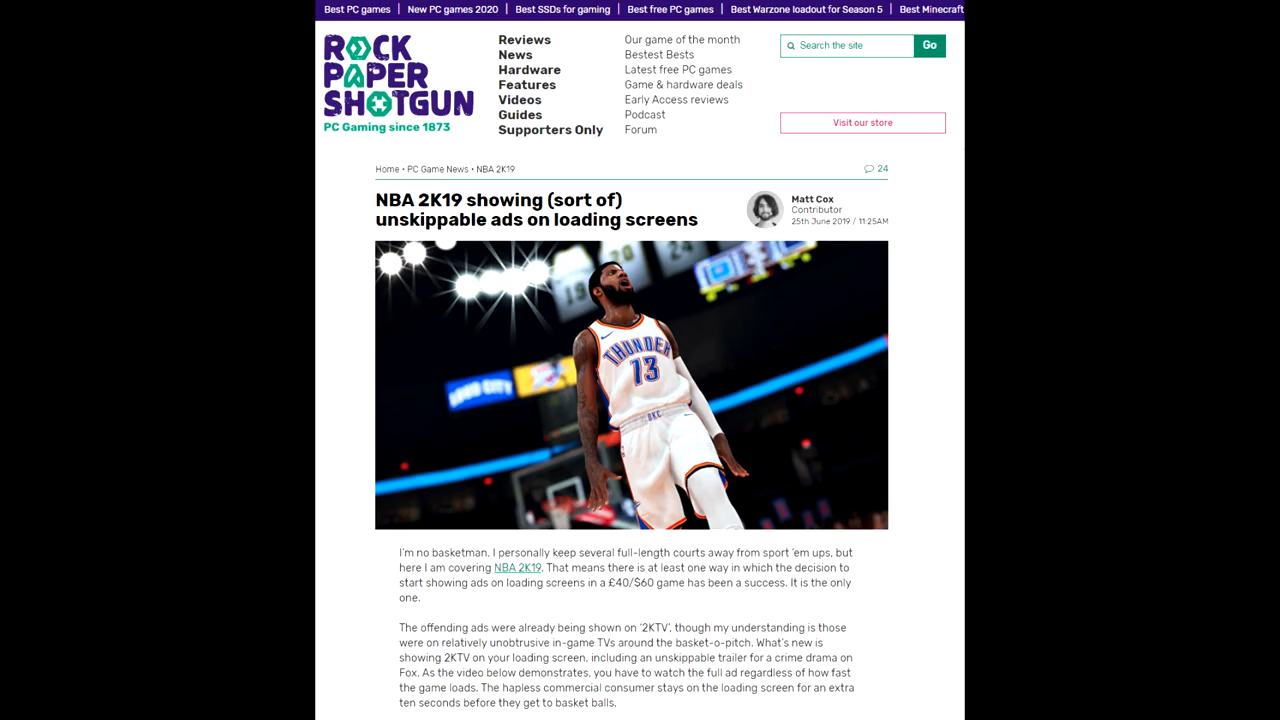 Best PC games | New PC games 2020 | Best SSDs for gaming | Best free PC games | Best Warzone loadout for Season 5 | Best Minecraft
ROCK
PAPER
SHOTGUN
PC Gaming since 1873
Reviews
News
Hardware
Features
Videos
Guides
Supporters Only
Our game of the month
Bestest Bests
Latest free PC games
Game & hardware deals
Early Access reviews
Podcast
Forum
Search the site
Go
Visit our store
Home • PC Game News • NBA 2K19
24
NBA 2K19 showing (sort of)
unskippable ads on loading screens
Matt Cox
Contributor
25th June 2019 / 11:25AM
19
20
24
THUNDER
13
LOUD CITY
OKC
I'm no basketman. I personally keep several full-length courts away from sport 'em ups, but
here I am covering NBA 2K19. That means there is at least one way in which the decision to
start showing ads on loading screens in a £40/$60 game has been a success. It is the only
one.
The offending ads were already being shown on '2KTV', though my understanding is those
were on relatively unobtrusive in-game TVs around the basket-o-pitch. What's new is
showing 2KTV on your loading screen, including an unskippable trailer for a crime drama on
Fox. As the video below demonstrates, you have to watch the full ad regardless of how fast
the game loads. The hapless commercial consumer stays on the loading screen for an extra
ten seconds before they get to basket balls.